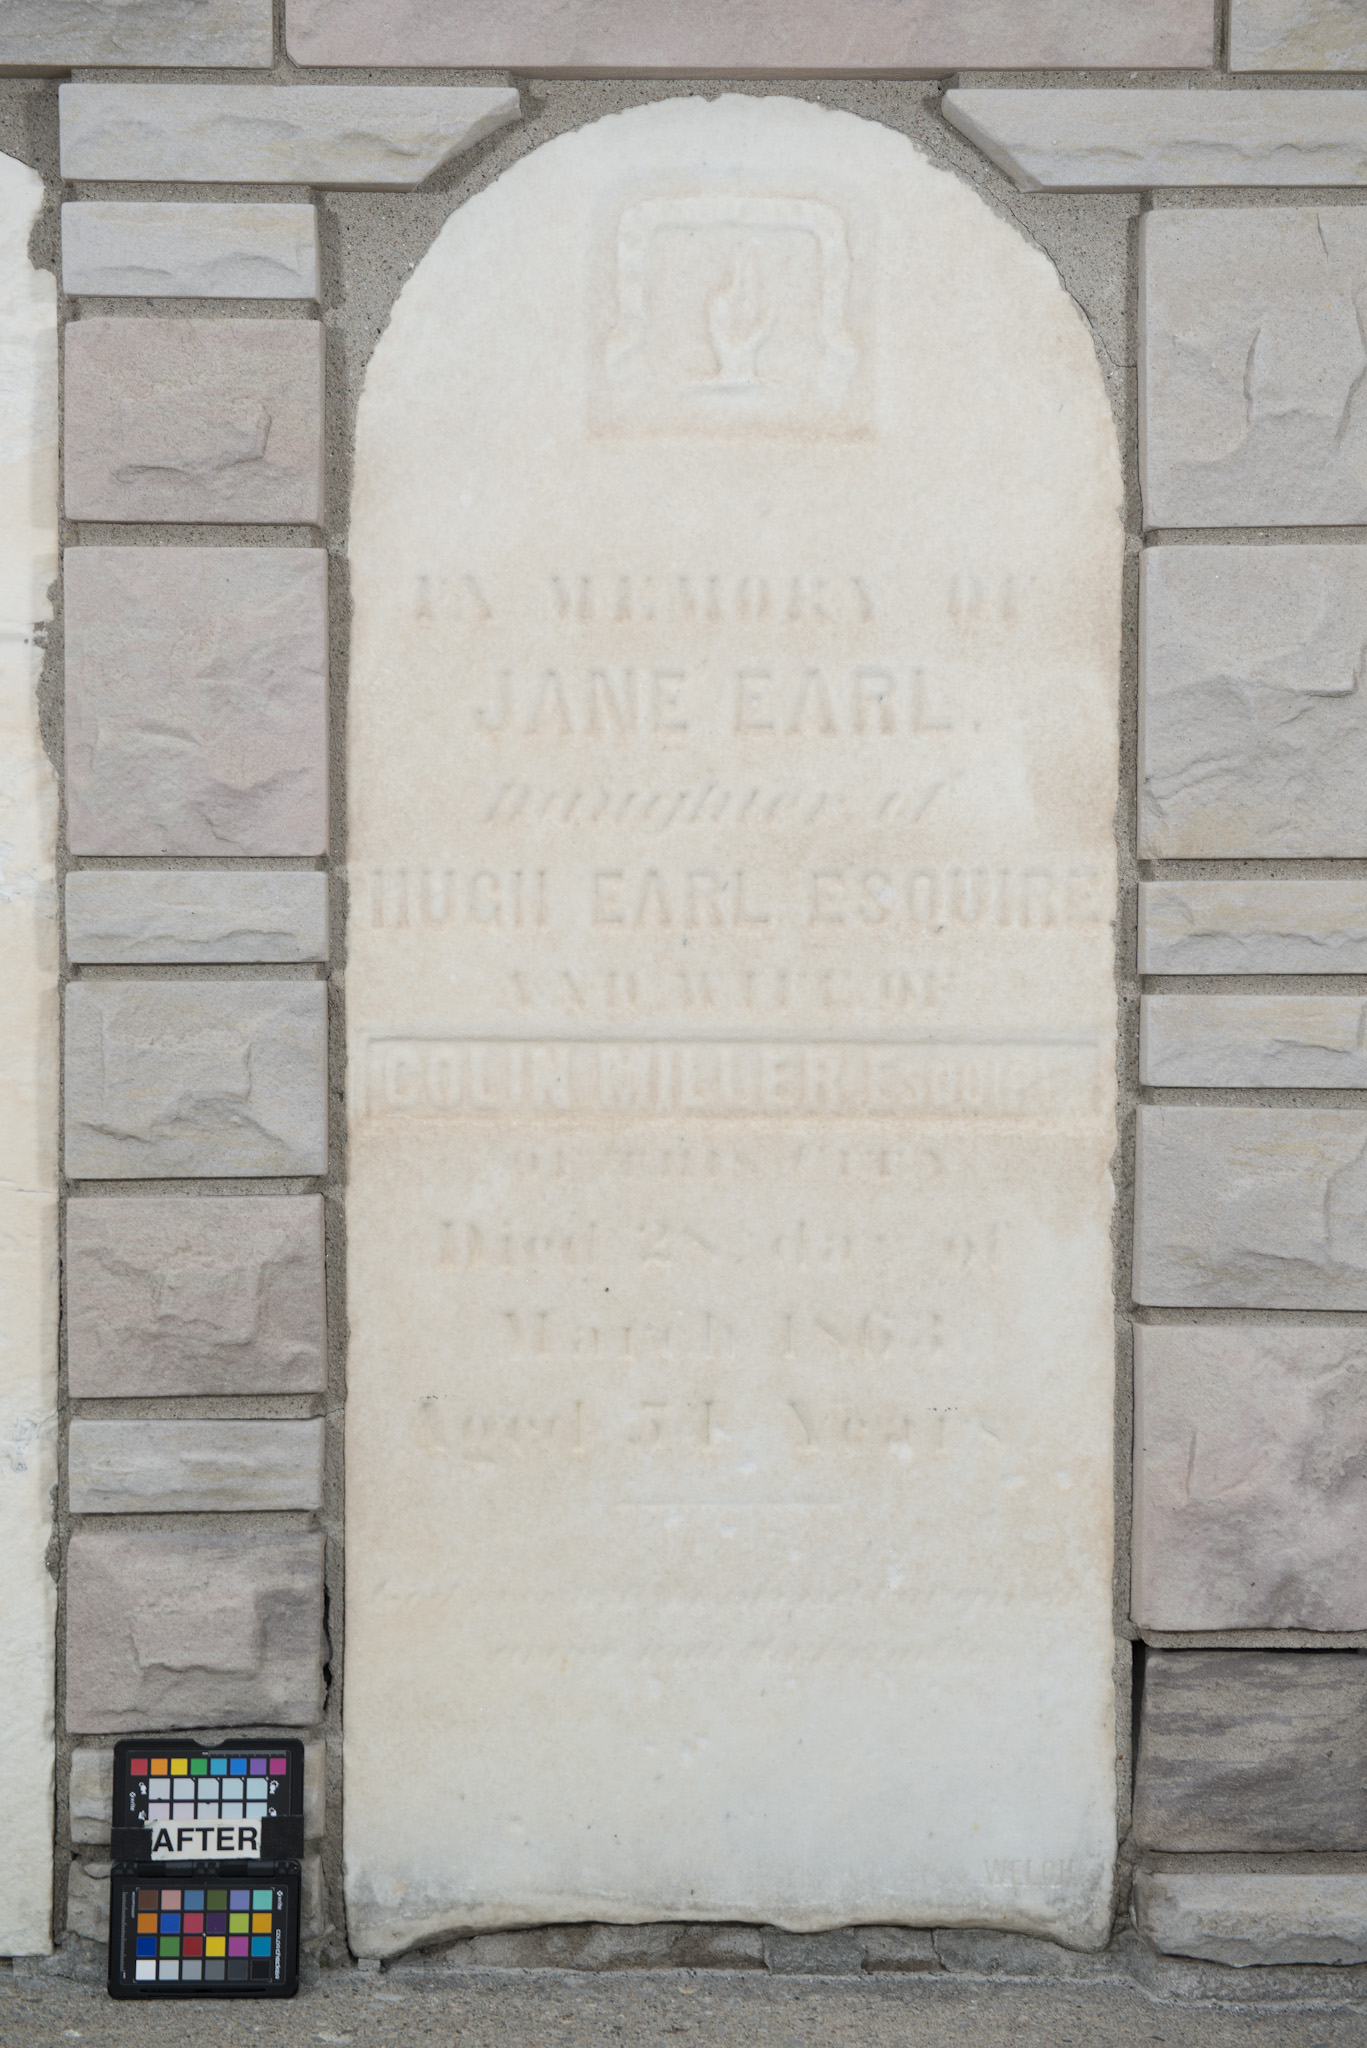 IN MEMORY OF
JANE EARL.
Daughter of
HUGH EARL ESQUIRE
AND WIFE OF
COLIN MILLER ESQUIRE
OF THIS CITY
Died 28 day of
March 1863
Aged 54 Years
WELCH
AFTER